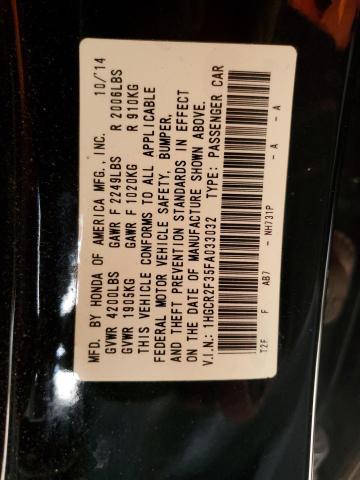 MFD. BY HONDA OF AMERICA MFG., INC. 10/'14
GVWR 4200LBS GAWR F 2249LBS R 2006LBS
GVWR 1905KG GAWR F 1020KG R 910KG
THIS VEHICLE CONFORMS TO ALL APPLICABLE
FEDERAL MOTOR VEHICLE SAFETY, BUMPER,
AND THEFT PREVENTION STANDARDS IN EFFECT
ON THE DATE OF MANUFACTURE SHOWN ABOVE.
V.I.N.: 1HGCR2F35FA033032 TYPE: PASSENGER CAR
T2F F AB7 - NH731P - A - A